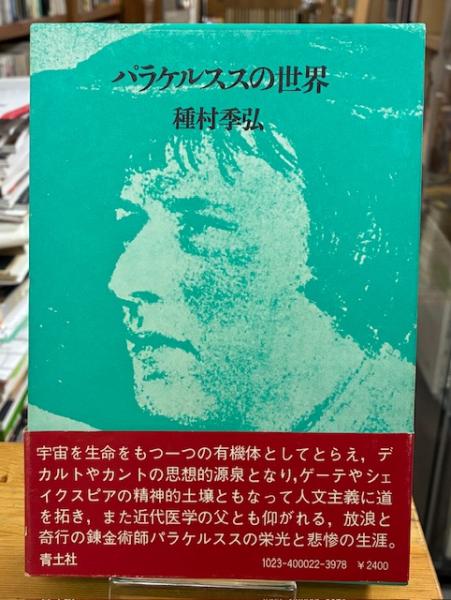 パラケルススの世界
種村季弘
宇宙を生命をもつ一つの有機体としてとらえ，デ
カルトやカントの思想的源泉となり，ゲーテやシェ
イクスピアの精神的土壌ともなって人文主義に道
を拓き，また近代医学の父とも仰がれる，放浪と
奇行の錬金術師パラケルススの栄光と悲惨の生涯。
青土社
1023-400022-3978 ￥2400